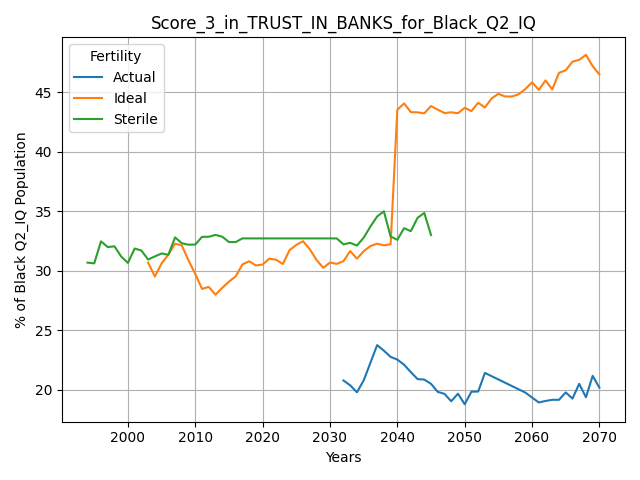 Score_3_in_TRUST_IN_BANKS_for_Black_Q2_IQ
Fertility
Actual
Ideal
Sterile
% of Black Q2_IQ Population
45
40
35
30
25
20
2000 2010 2020 2030 2040 2050 2060 2070
Years